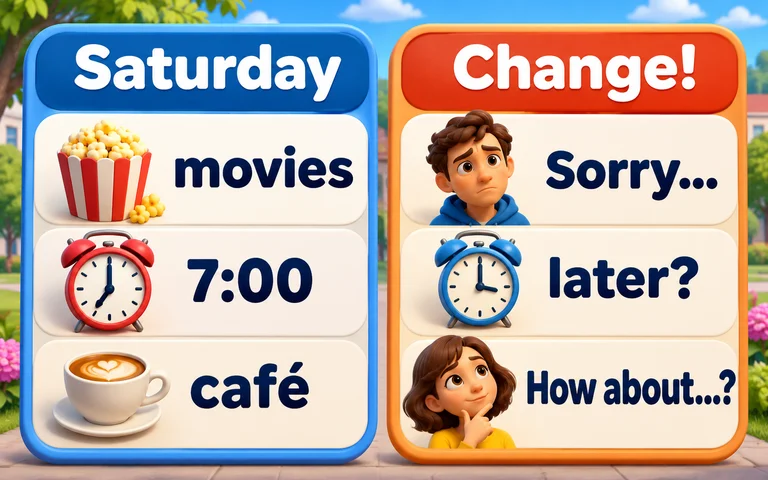 Saturday
movies
7:00
café
Change!
Sorry...
later?
How about...?